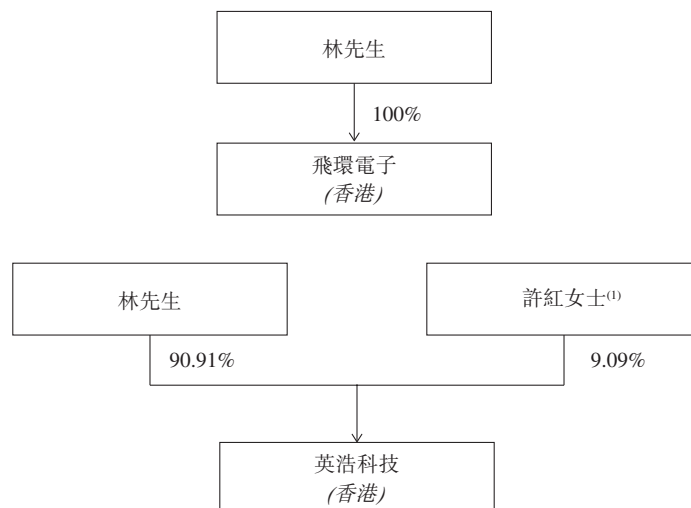 林先生
100%
飛環電子
(香港)
林先生
許紅女士(1)
90.91%
9.09%
英浩科技
(香港)